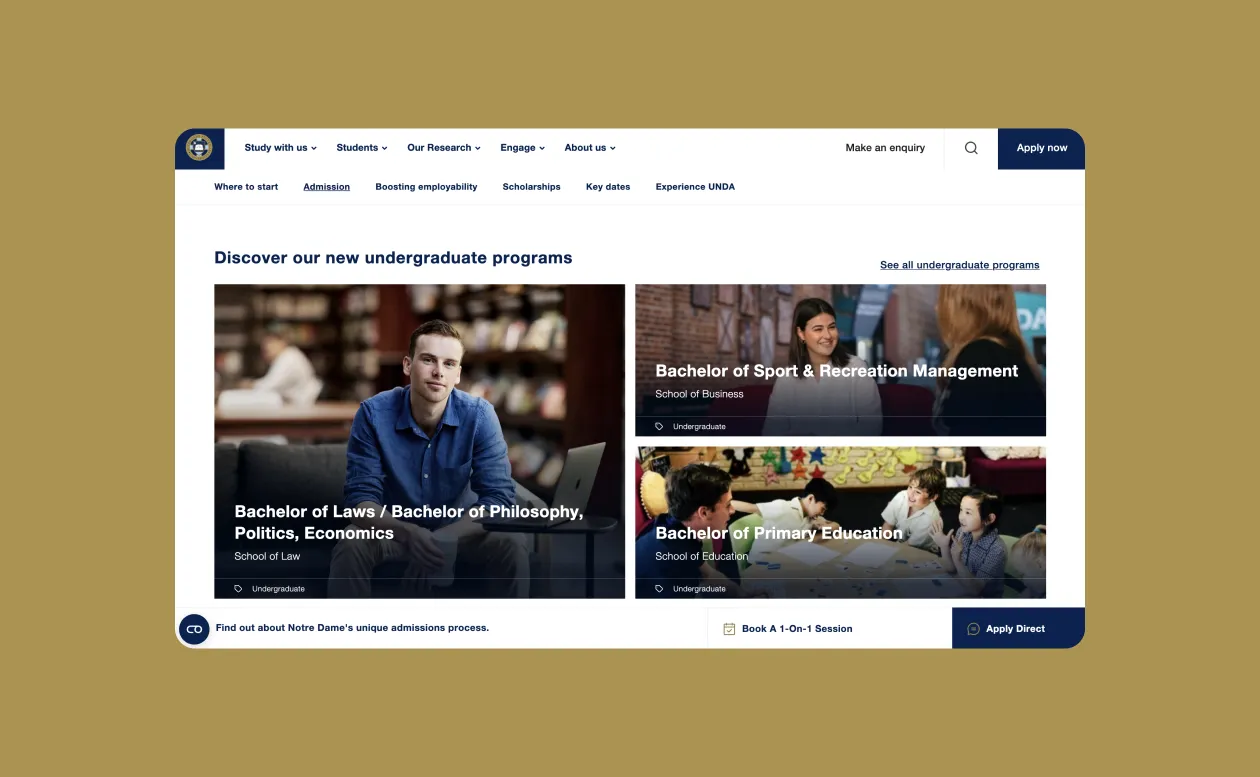 Study with us
Students
Our Research
Engage
About us
Make an enquiry
Apply now
Where to start
Admission
Boosting employability
Scholarships
Key dates
Experience UNDA
Discover our new undergraduate programs
See all undergraduate programs
Bachelor of Laws / Bachelor of Philosophy,
Politics, Economics
School of Law
Undergraduate
DA
Bachelor of Sport & Recreation Management
School of Business
Undergraduate
Bachelor of Primary Education
School of Education
Undergraduate
Find out about Notre Dame's unique admissions process.
Book A 1-On-1 Session
Apply Direct